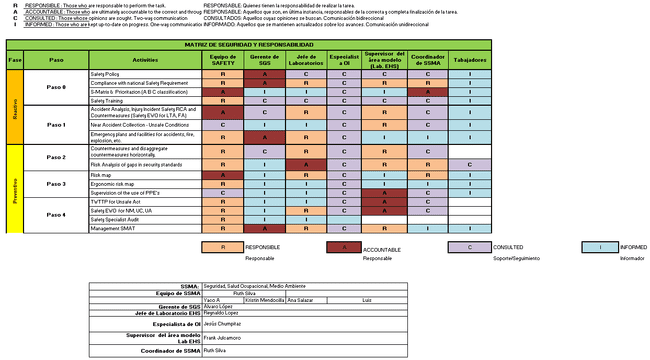 R RESPONSIBLE : Those responsible to perform the task. RESPONSABLE: Quienes tienen la responsabilidad de realizar la tarea.
A ACCOUNTABLE : Those who are ultimately accountable to the correct and through RESPONSABLE: Aquellos que son, en última instancia, responsables de la correcta y completa finalización de la tarea.
C CONSULTED: Those whose opinions are sought. Two-way communication CONSULTADOS: Aquellos cuyas opiniones se buscan. Comunicación bidireccional
I INFORMED : Those who are kept up-to-date on progress. One-way communication INFORMADO: Aquellos que se mantienen actualizados sobre los avances. Comunicación unidireccional
MATRIZ DE SEGURIDAD Y RESPONSABILIDAD
Fase Paso Activities Equipo de SAFETY Gerente de SGS Jefe de Laboratorios Especialista OI Supervisor del área modelo (Lab. EHS) Coordinador de SSMA Trabajadores
Reactivo
Paso 0
Safety Policy R A C C C C I
Compliance with national Safety Requirement R A R C R R I
S-Matrix & Priorization (A B C classification) A I I C I A I
Safety Training R C C C C C I
Paso 1
Accident Analysis, Injury Incident Safety RCA and Countermeasures (Safety EVO for LTA, FA) A C R C R C I
Near Accident Collection - Unsafe Conditions C I I C R C I
Emergency plans and facilities for accidents, fire, explosion, etc. R A R C I I I
Preventivo
Paso 2
Countermeasures and disaggregate countermeasures horizontally. R C R C R C
Risk Analysis of gaps in security standards R I A C R R C
Paso 3
Risk map A I R C I R I
Ergonomic risk map R I I C I I I
Paso 4
Supervision of the use of PPE's C I I C A C I
TWTTP for Unsafe Act R I I C A C
Safety EVO for NM, UC, UA R I R C A C
Safety Specialist Audit R I I I
Management SMAT R A R C R I I
R RESPONSIBLE
Responsable
A ACCOUNTABLE
Responsable
C CONSULTED
Soporte/Seguimiento
I INFORMED
Informador
SSMA: Seguridad, Salud Ocupacional, Medio Ambiente
Equipo de SSMA Ruth Silva
Yaco A Kristin Mendocilla Ana Salazar Luis
Gerente de SGS Alvaro López
Jefe de Laboratorio EHS Reynaldo Lopez
Especialista de OI Jesús Chumpitaz
Supervisor del área modelo Lab EHS Frank Julcamoro
Coordinador de SSMA Ruth Silva